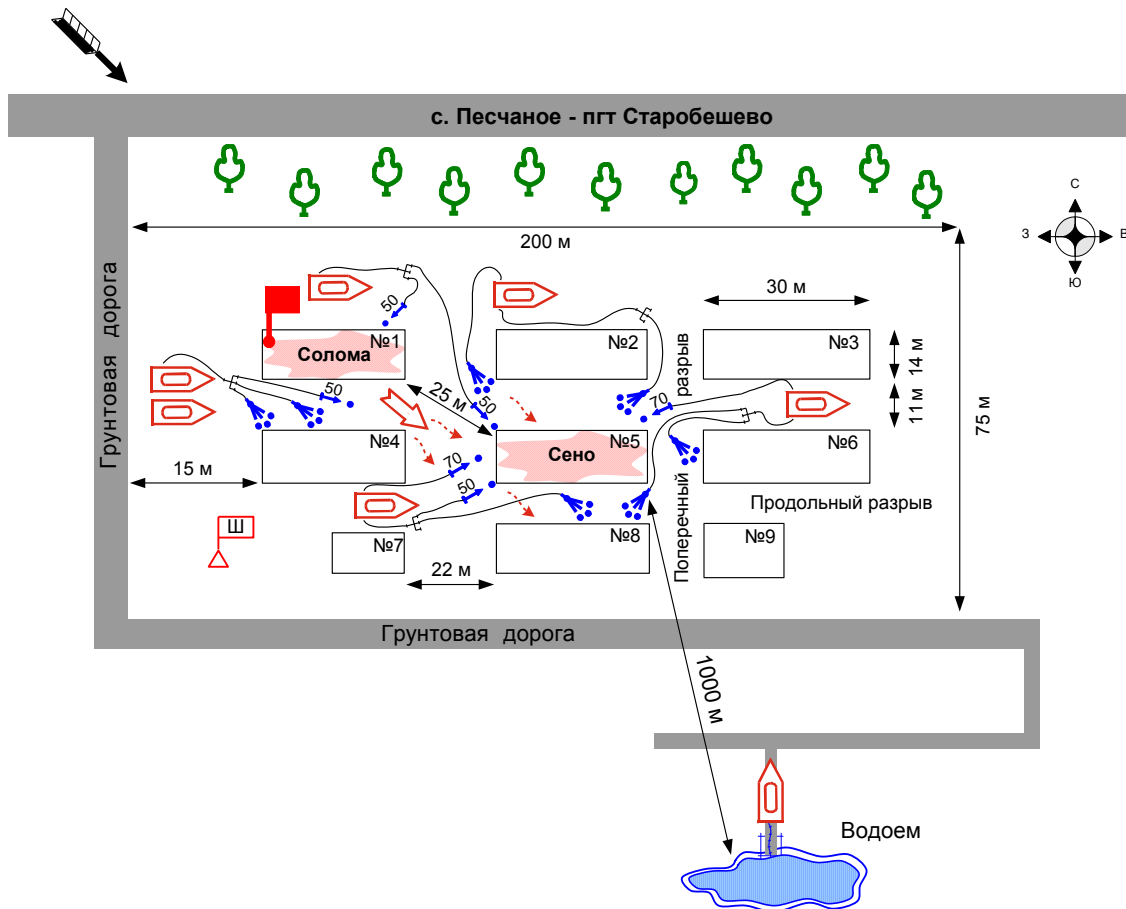 с. Песчаное - пгт Старобешево
С
З
В
Ю
200 м
Грунтовая дорога
30 м
50
№1
Солома
№2
№3
разрыв
14 м
50
25 м
50
70
11 м
75 м
№4
№5
Сено
№6
15 м
70
50
Поперечный
Продольный разрыв
Ш
№7
№8
№9
22 м
Грунтовая дорога
1000 м
Водоем